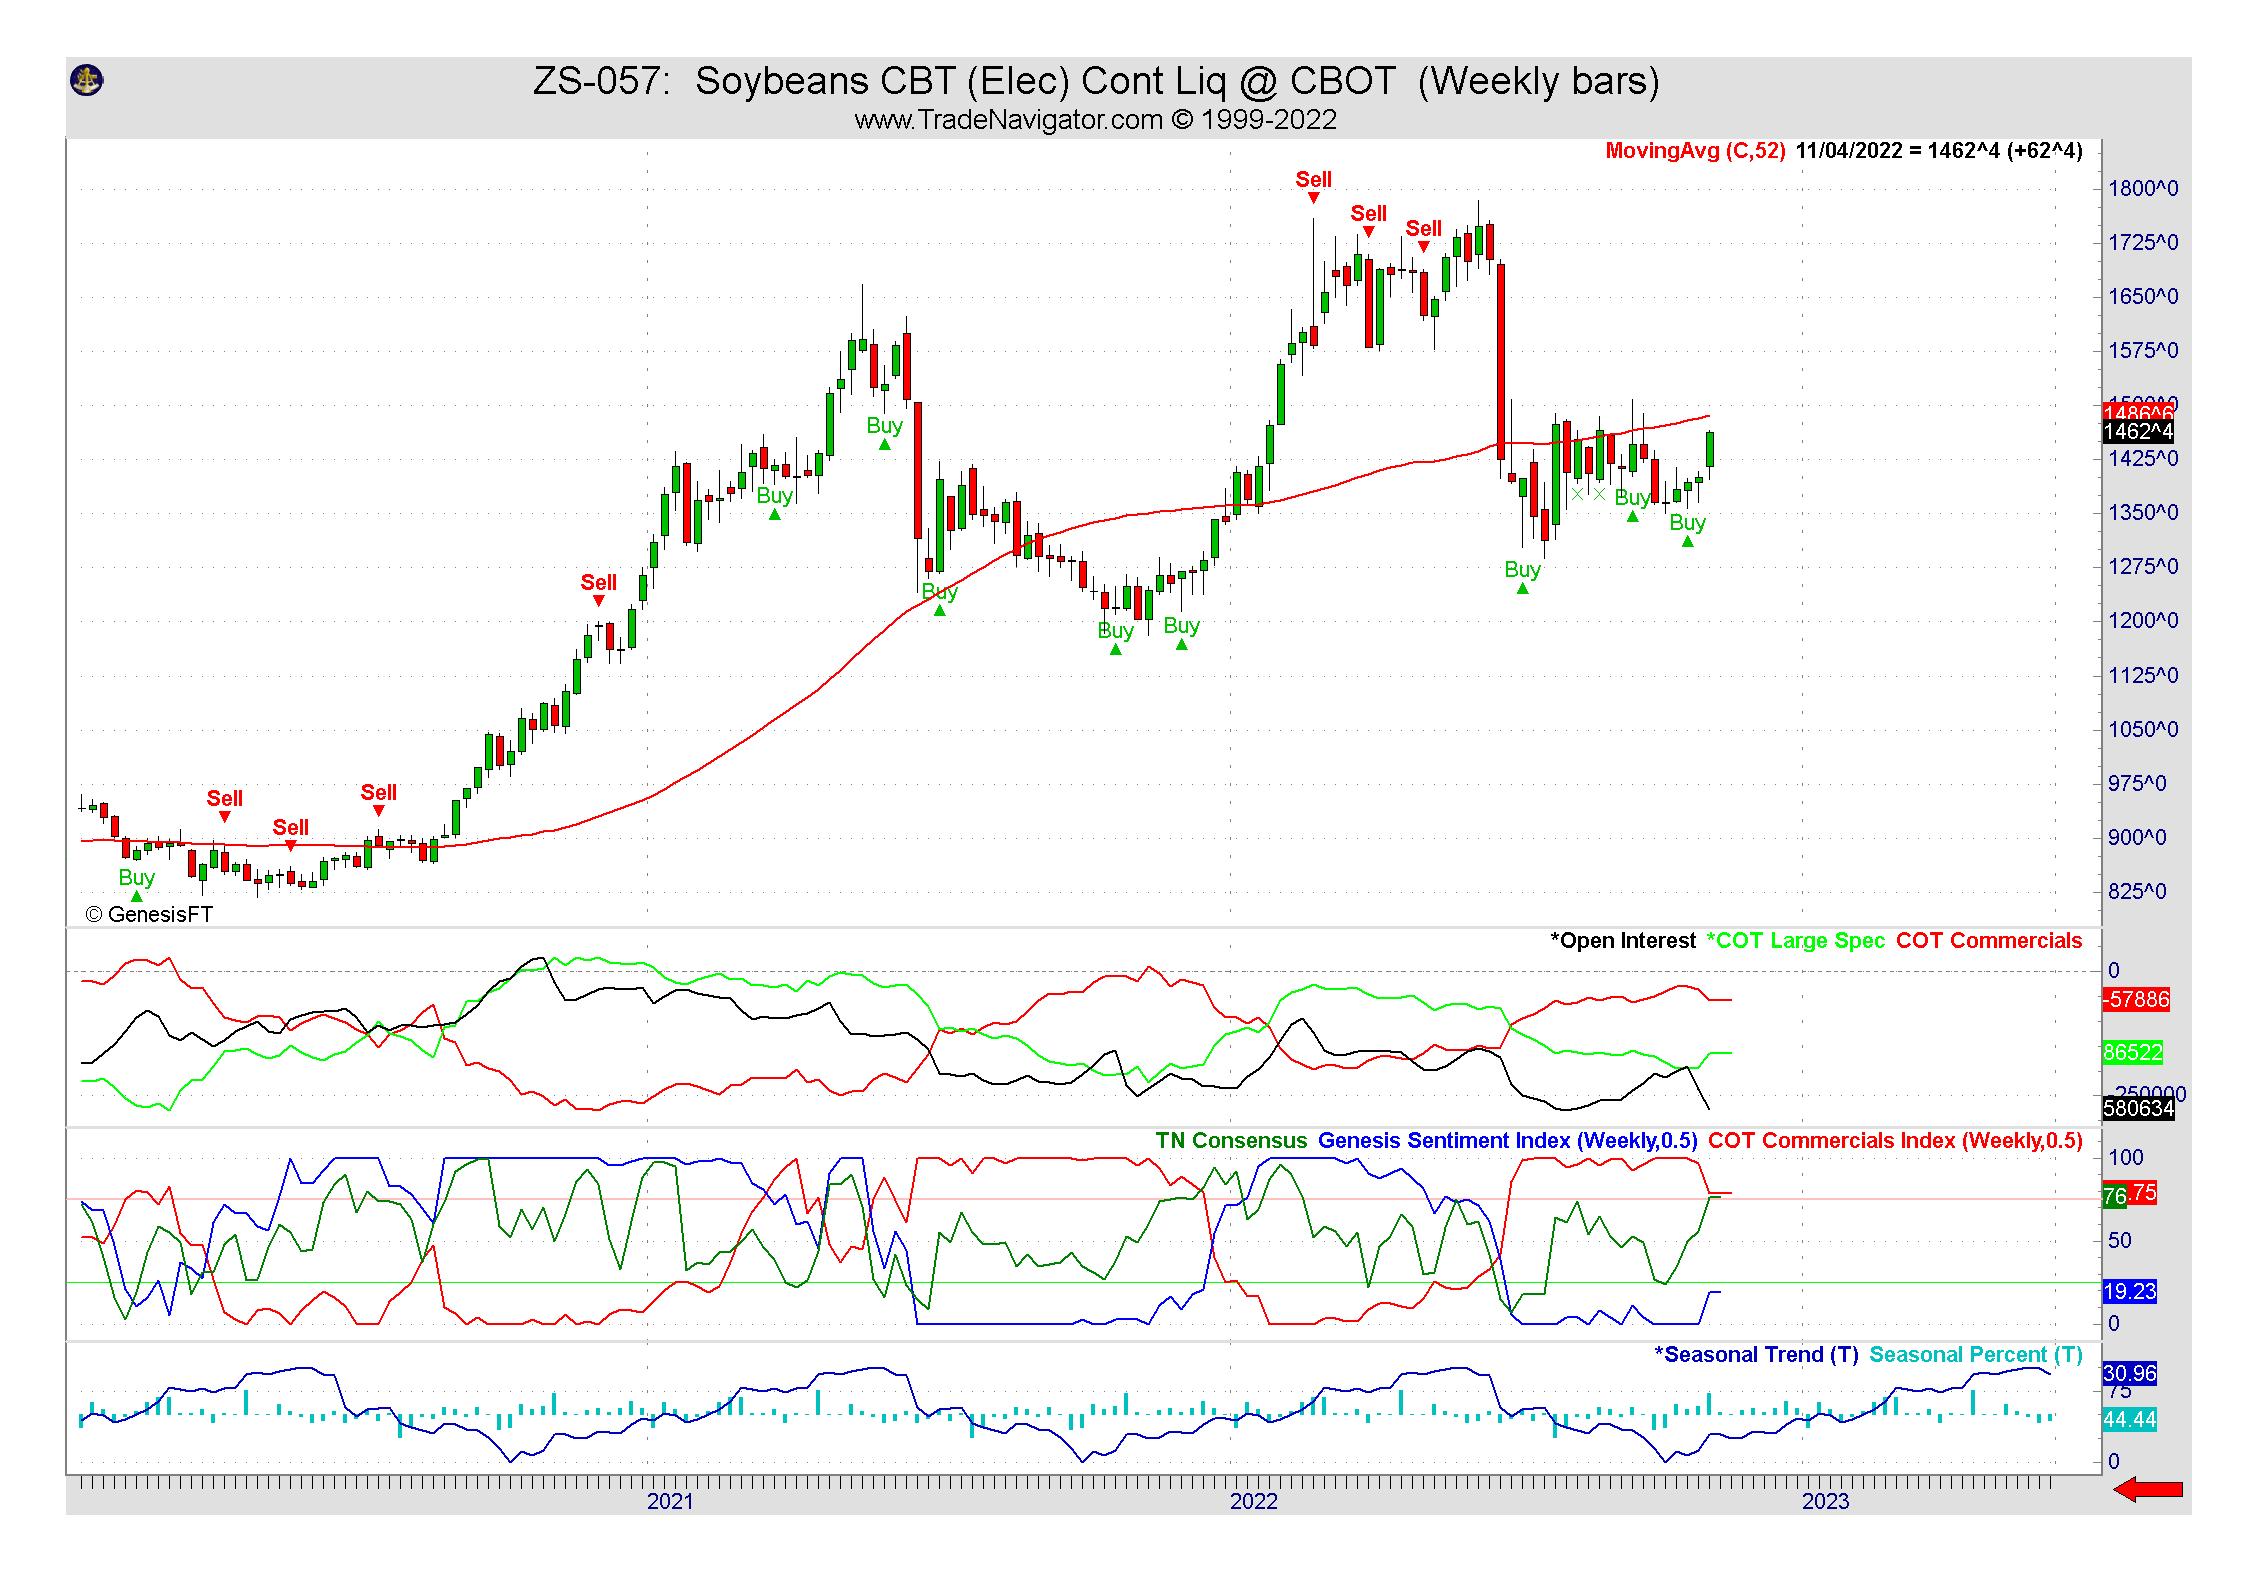 ZS-057: Soybeans CBT (Elec) Cont Liq @ CBOT (Weekly bars)
www.TradeNavigator.com © 1999-2022
MovingAvg (C,52) 11/04/2022 = 1462^4 (+62^4)
Sell
1800^0
Sell
Sell
1725^0
1650^0
1575^0
1500^0
1486^6
Buy
1462^4
1425^0
Buy
Buy
1350^0
Buy
Sell
Buy
1275^0
Buy
Buy
Buy
1200^0
1125^0
1050^0
975^0
Sell
Sell
Sell
900^0
Buy
825^0
© GenesisFT
*Open Interest *COT Large Spec COT Commercials
0
-57886
86522
-250000
580634
TN Consensus Genesis Sentiment Index (Weekly,0.5) COT Commercials Index (Weekly,0.5)
100
76 .75
50
19.23
0
*Seasonal Trend (T) Seasonal Percent (T)
30.96
75
44.44
0
2021 2022 2023